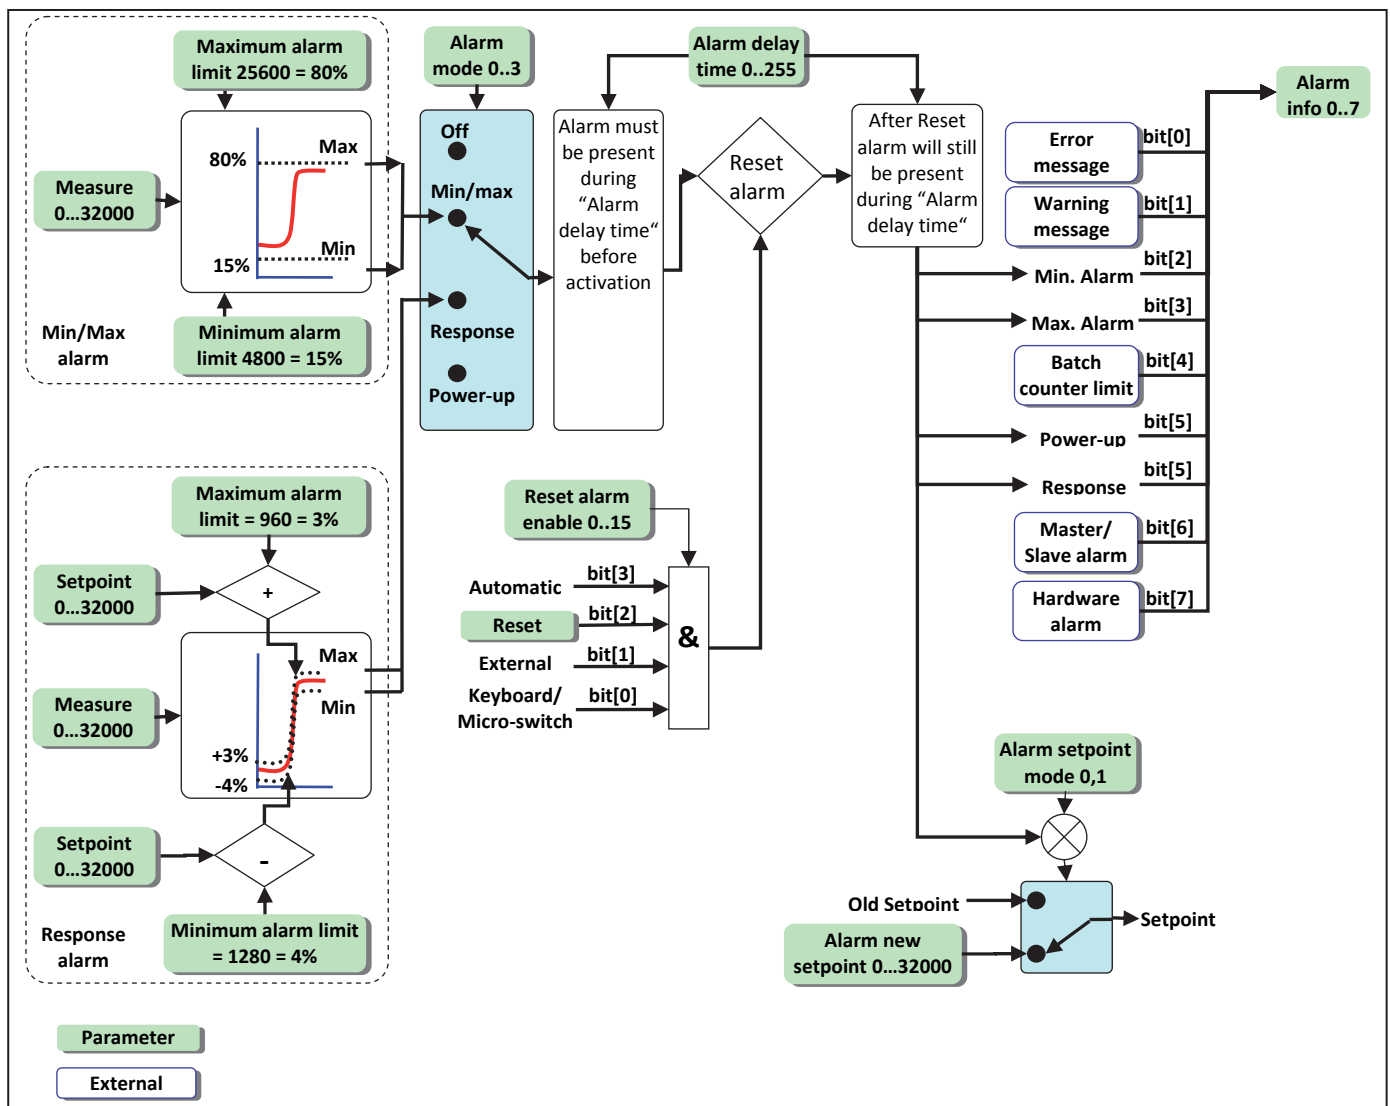 Maximum alarm
limit 25600 = 80%
Measure
0...32000
80%
Max
Min
15%
Minimum alarm
limit 4800 = 15%
Min/Max
alarm
Alarm
mode 0..3
Off
Min/max
Response
Power-up
Alarm must
be present
during
“Alarm
delay time“
before
activation
Alarm delay
time 0..255
Reset
alarm
After Reset
alarm will still
be present
during “Alarm
delay time“
Alarm
info 0..7
Error
message
bit[0]
Warning
message
bit[1]
Min. Alarm
bit[2]
Max. Alarm
bit[3]
Batch
counter limit
bit[4]
Power-up
bit[5]
Response
bit[5]
Master/
Slave alarm
bit[6]
Hardware
alarm
bit[7]
Maximum alarm
limit = 960 = 3%
Setpoint
0...32000
+
Measure
0...32000
Max
Min
+3%
-4%
Setpoint
0...32000
-
Minimum alarm limit
= 1280 = 4%
Response
alarm
Reset alarm
enable 0..15
Automatic
bit[3]
Reset
bit[2]
External
bit[1]
Keyboard/
Micro-switch
bit[0]
&
Alarm setpoint
mode 0,1
Old Setpoint
Alarm new
setpoint 0...32000
Setpoint
Parameter
External